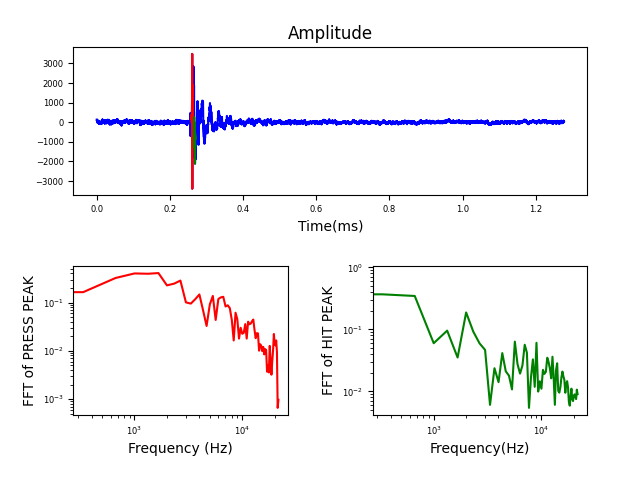 Amplitude
3000
2000
1000
0
−1000
−2000
−3000
0.0 0.2 0.4 0.6 0.8 1.0 1.2
Time(ms)
FFT of PRESS PEAK
10⁻¹
10⁻²
10⁻³
10³ 10⁴
Frequency (Hz)
FFT of HIT PEAK
10⁰
10⁻¹
10⁻²
10³ 10⁴
Frequency(Hz)